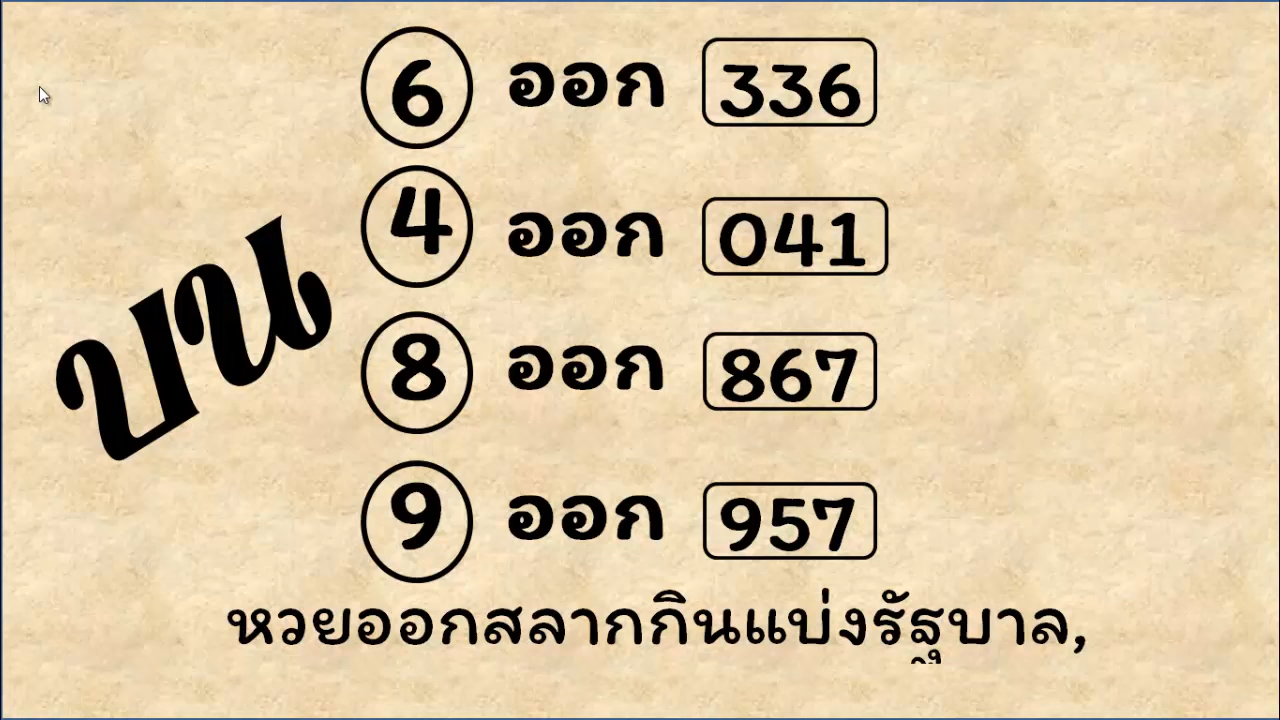 บน
6 ออก 336
4 ออก 041
8 ออก 867
9 ออก 957
หวยออกสลากกินแบ่งรัฐบาล,